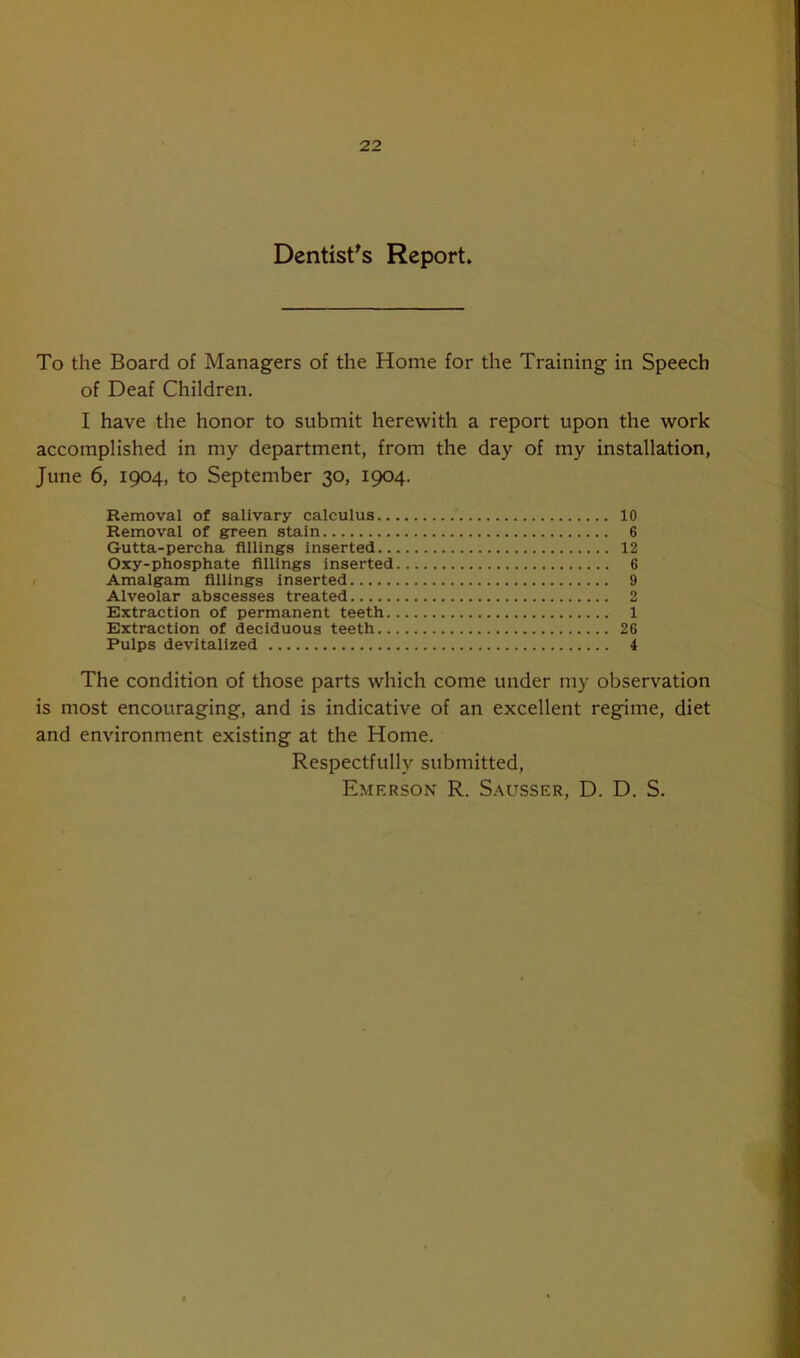 22
Dentist's Report.
To the Board of Managers of the Home for the Training in Speech
of Deaf Children.
I have the honor to submit herewith a report upon the work
accomplished in my department, from the day of my installation,
June 6, 1904, to September 30, 1904.
Removal of salivary calculus.............................. 10
Removal of green stain.................................... 6
Gutta-percha fillings inserted............................ 12
Oxy-phosphate fillings inserted........................... 6
Amalgam fillings inserted................................. 9
Alveolar abscesses treated................................ 2
Extraction of permanent teeth............................. 1
Extraction of deciduous teeth............................. 26
Pulps devitalized ........................................ 4
The condition of those parts which come under my observation
is most encouraging, and is indicative of an excellent regime, diet
and environment existing at the Home.
Respectfully submitted,
Emerson R. Sausser, D. D. S.